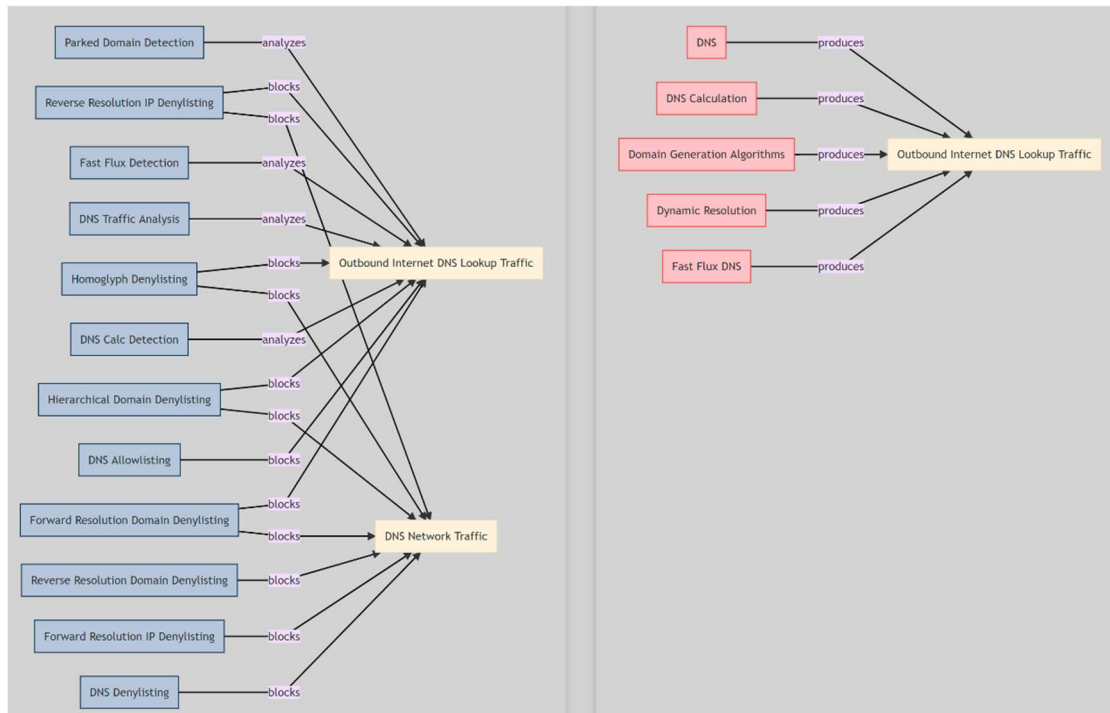 Parked Domain Detection
analyzes
Reverse Resolution IP Denylisting
blocks
blocks
Fast Flux Detection
analyzes
DNS Traffic Analysis
analyzes
Homoglyph Denylisting
blocks
blocks
DNS Calc Detection
analyzes
Hierarchical Domain Denylisting
blocks
blocks
DNS Allowlisting
blocks
Forward Resolution Domain Denylisting
blocks
blocks
Reverse Resolution Domain Denylisting
blocks
Forward Resolution IP Denylisting
blocks
DNS Denylisting
blocks
Outbound Internet DNS Lookup Traffic
DNS Network Traffic
DNS
produces
DNS Calculation
produces
Domain Generation Algorithms
produces
Dynamic Resolution
produces
Fast Flux DNS
produces
Outbound Internet DNS Lookup Traffic